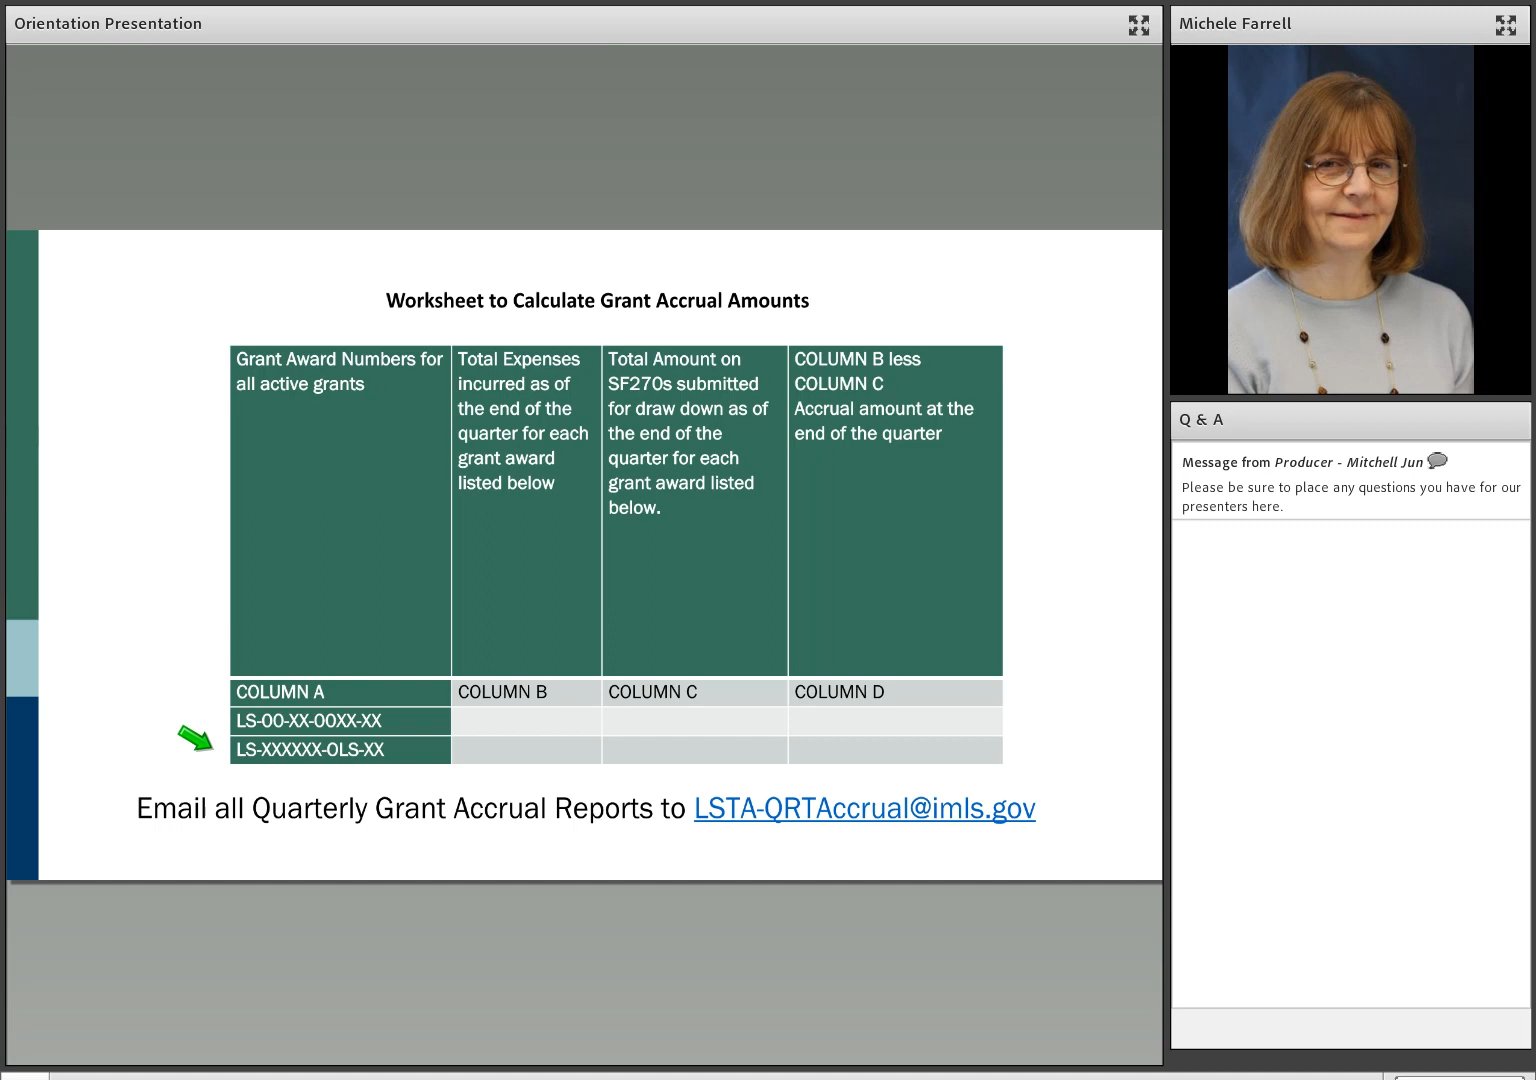 Orientation Presentation
Michele Farrell
Worksheet to Calculate Grant Accrual Amounts
Grant Award Numbers for
all active grants
Total Expenses
incurred as of
the end of the
quarter for each
grant award
listed below
Total Amount on
SF270s submitted
for draw down as of
the end of the
quarter for each
grant award listed
below.
COLUMN B less
COLUMN C
Accrual amount at the
end of the quarter
COLUMN A
COLUMN B
COLUMN C
COLUMN D
LS-00-XX-00XX-XX
LS-XXXXXX-OLS-XX
Email all Quarterly Grant Accrual Reports to LSTA-QRTAccrual@imls.gov
Q & A
Message from Producer - Mitchell Jun
Please be sure to place any questions you have for our
presenters here.